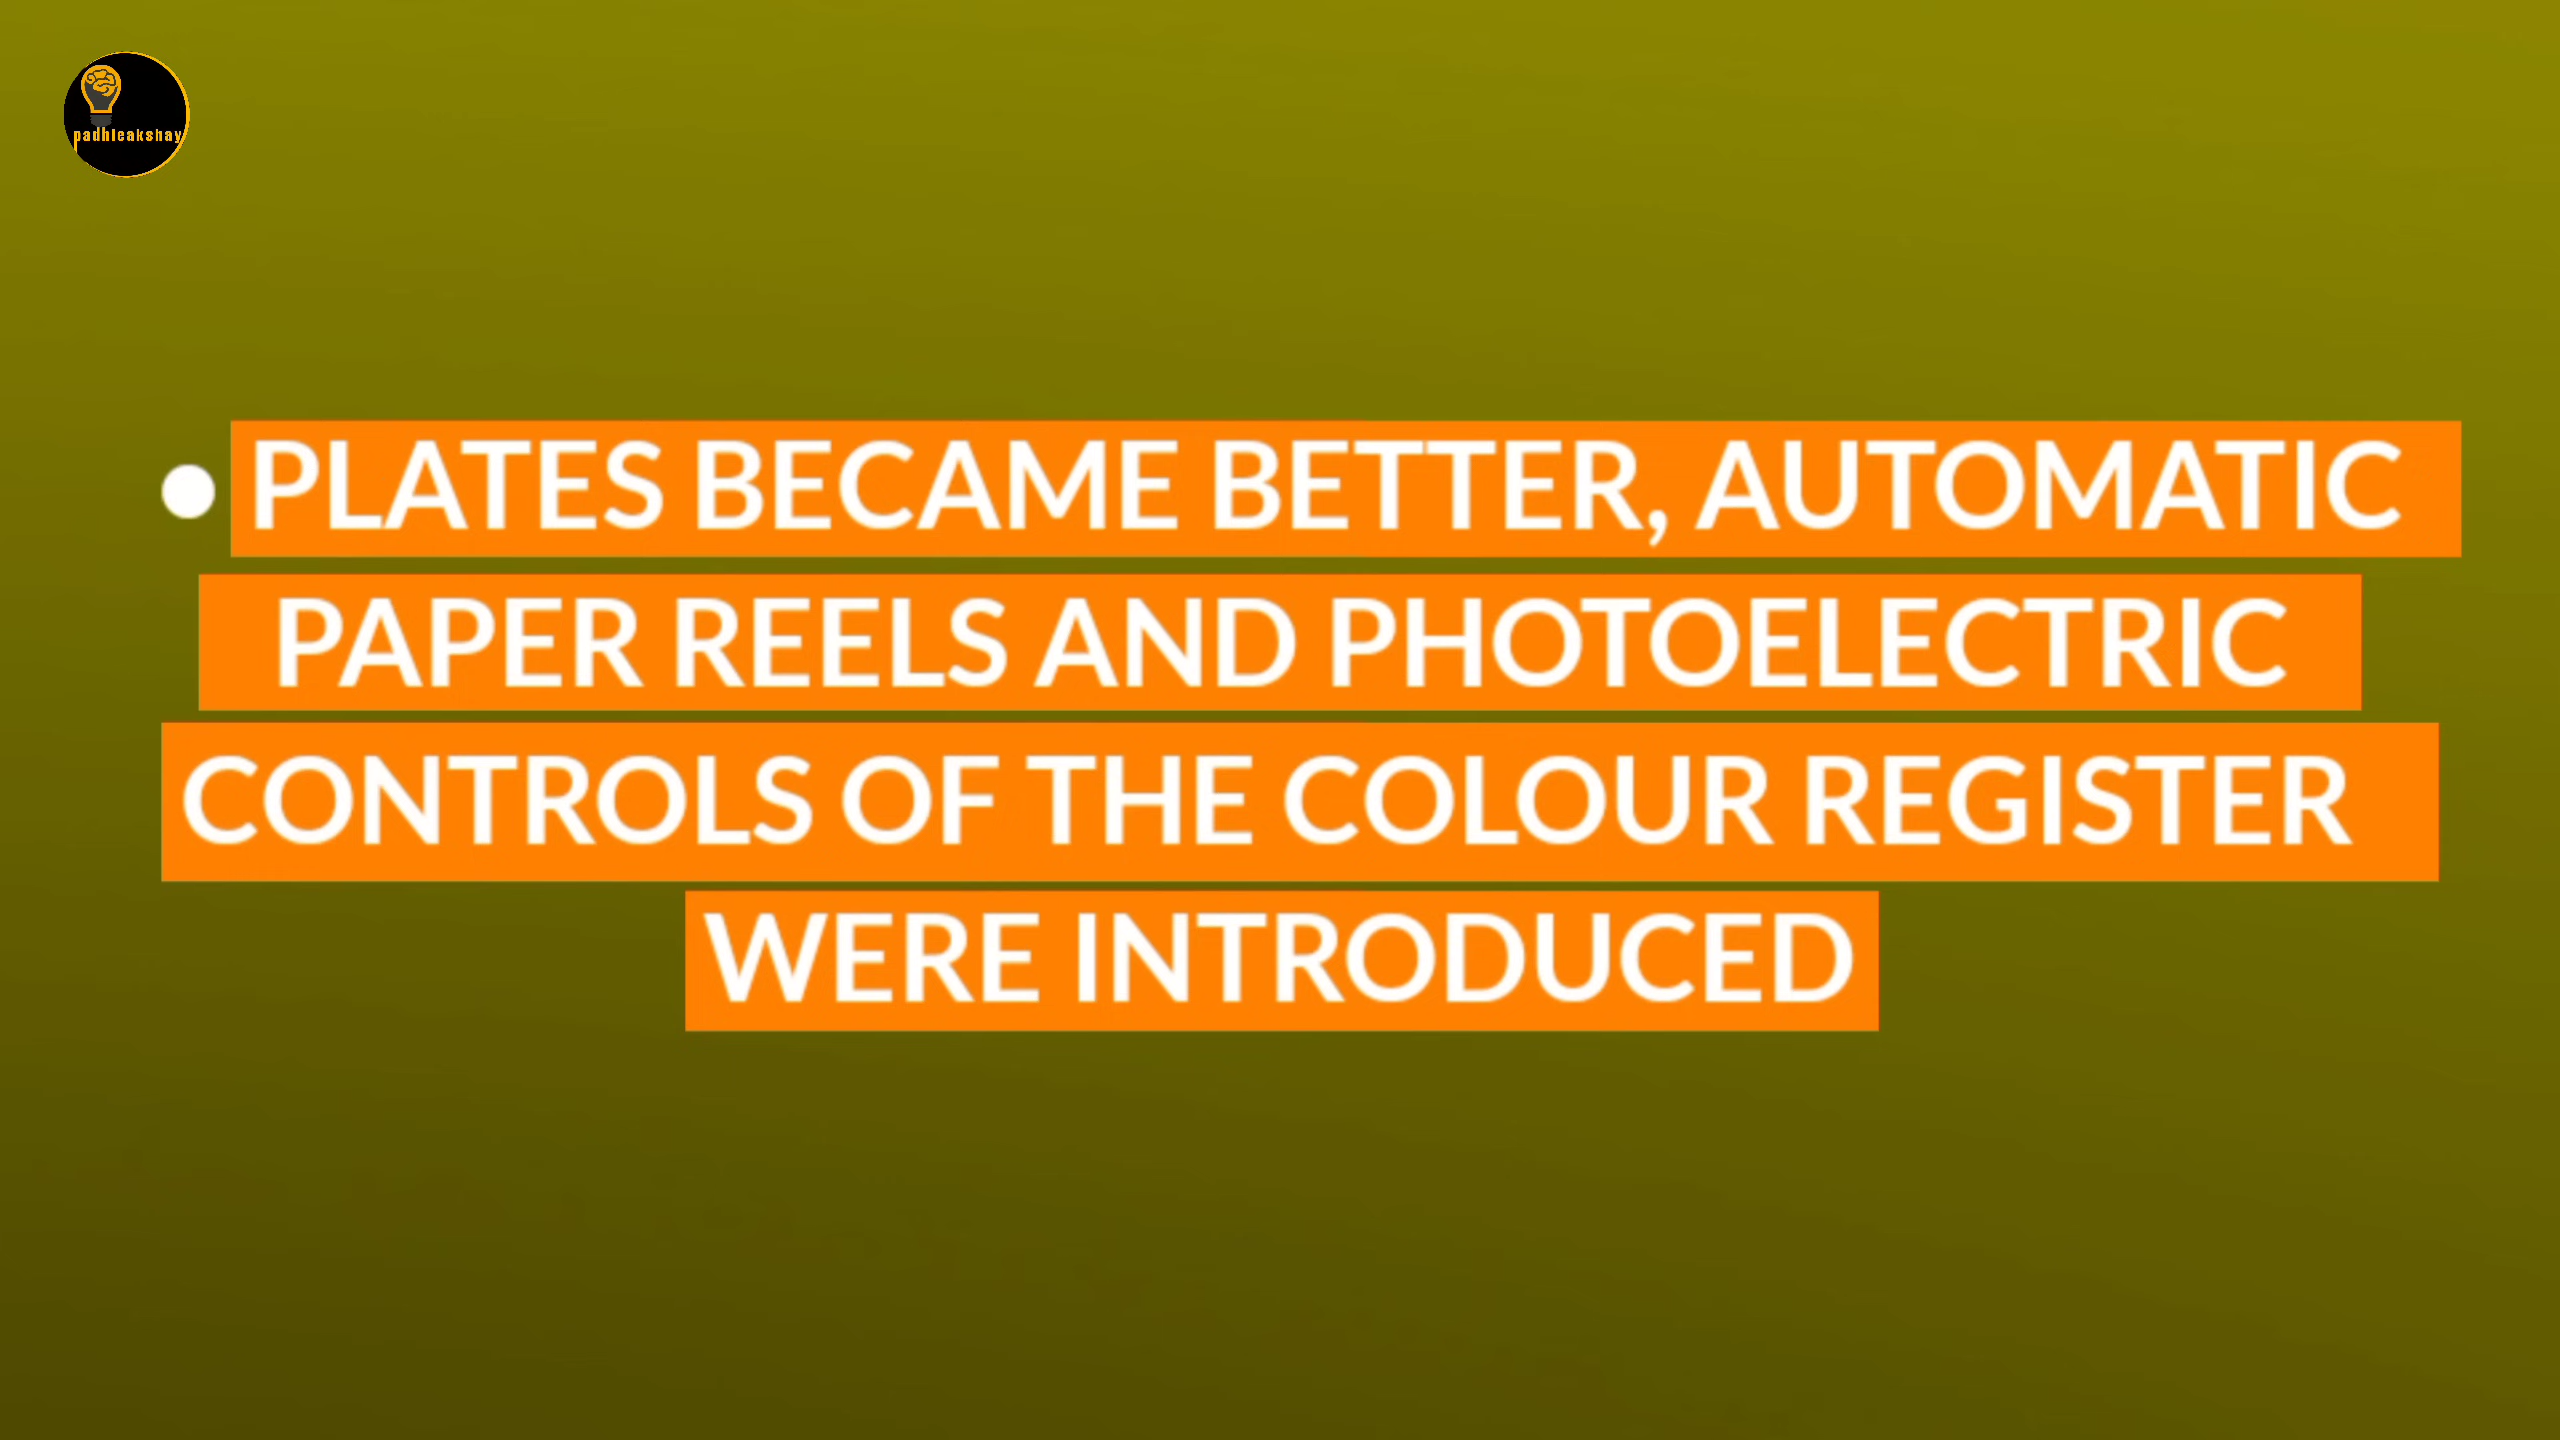 padhleakshay
• PLATES BECAME BETTER, AUTOMATIC
PAPER REELS AND PHOTOELECTRIC
CONTROLS OF THE COLOUR REGISTER
WERE INTRODUCED